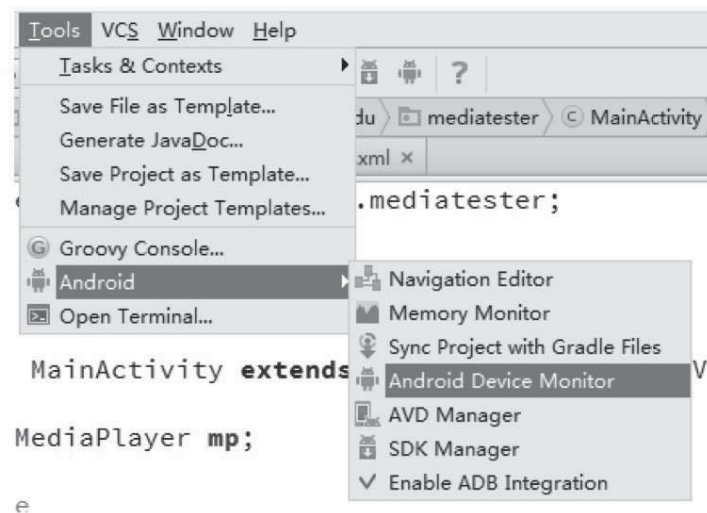 Tools VCS Window Help
Tasks & Contexts
?
Save File as Template...
du mediatester C MainActivity
Generate JavaDoc...
.xml ×
Save Project as Template...
Manage Project Templates...
.mediatester;
G Groovy Console...
Android
Navigation Editor
Open Terminal...
Memory Monitor
Sync Project with Gradle Files
MainActivity extends
Android Device Monitor
V
AVD Manager
MediaPlayer mp;
SDK Manager
Enable ADB Integration
e